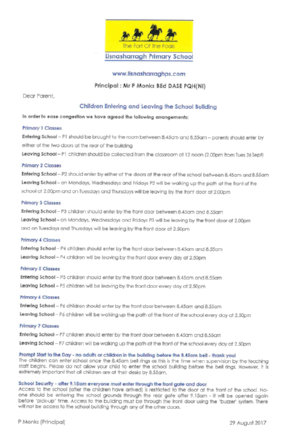 The Fort Of the Foals
Lisnasharragh Primary School
www.lisnasharraghps.com
Principal : Mr P Monks BEd DASE PQH(NI)
Dear Parent,
Children Entering and Leaving the School Building
In order to ease congestion we have agreed the following arrangements:
Primary 1 Classes
Entering School – P1 should be brought to the room between 8.45am and 8.55am – parents should enter by
either of the two doors at the rear of the building
Leaving School – P1 children should be collected from the classroom at 12 noon (2.00pm from Tues 26 Sept)
Primary 2 Classes
Entering School – P2 should enter by either of the doors at the rear of the school between 8.45am and 8.55am
Leaving School – on Mondays, Wednesdays and Fridays P2 will be walking up the path at the front of the
school at 2.00pm and on Tuesdays and Thursdays will be leaving by the front door at 2.00pm
Primary 3 Classes
Entering School – P3 children should enter by the front door between 8.45am and 8.55am
Leaving School – on Mondays, Wednesdays and Fridays P3 will be leaving by the front door at 2.00pm
and on Tuesdays and Thursdays will be leaving by the front door at 2.50pm
Primary 4 Classes
Entering School - P4 children should enter by the front door between 8.45am and 8.55am
Leaving School – P4 children will be leaving by the front door every day at 2.50pm
Primary 5 Classes
Entering School – P5 children should enter by the front door between 8.45am and 8.55am
Leaving School – P5 children will be leaving by the front door every day at 2.50pm
Primary 6 Classes
Entering School – P6 children should enter by the front door between 8.45am and 8.55am
Leaving School – P6 children will be walking up the path at the front of the school every day at 2.50pm
Primary 7 Classes
Entering School – P7 children should enter by the front door between 8.45am and 8.55am
Leaving School – P7 children will be walking up the path at the front of the school every day at 2.50pm
Prompt Start to the Day - no adults or children in the building before the 8.45am bell - thank you!
The children can enter school once the 8.45am bell rings as this is the time when supervision by the teaching
staff begins. Please do not allow your child to enter the school building before the bell rings. However, it is
extremely important that all children are at their desks by 8.55am.
School Security - after 9.15am everyone must enter through the front gate and door
Access to the school (after the children have arrived) is restricted to the door at the front of the school. No-
one should be entering the school grounds through the rear gate after 9.15am - it will be opened again
before 'pick-up' time. Access to the building must be through the front door using the 'buzzer' system. There
will not be access to the school building through any of the other doors.
P Monks (Principal)
29 August 2017